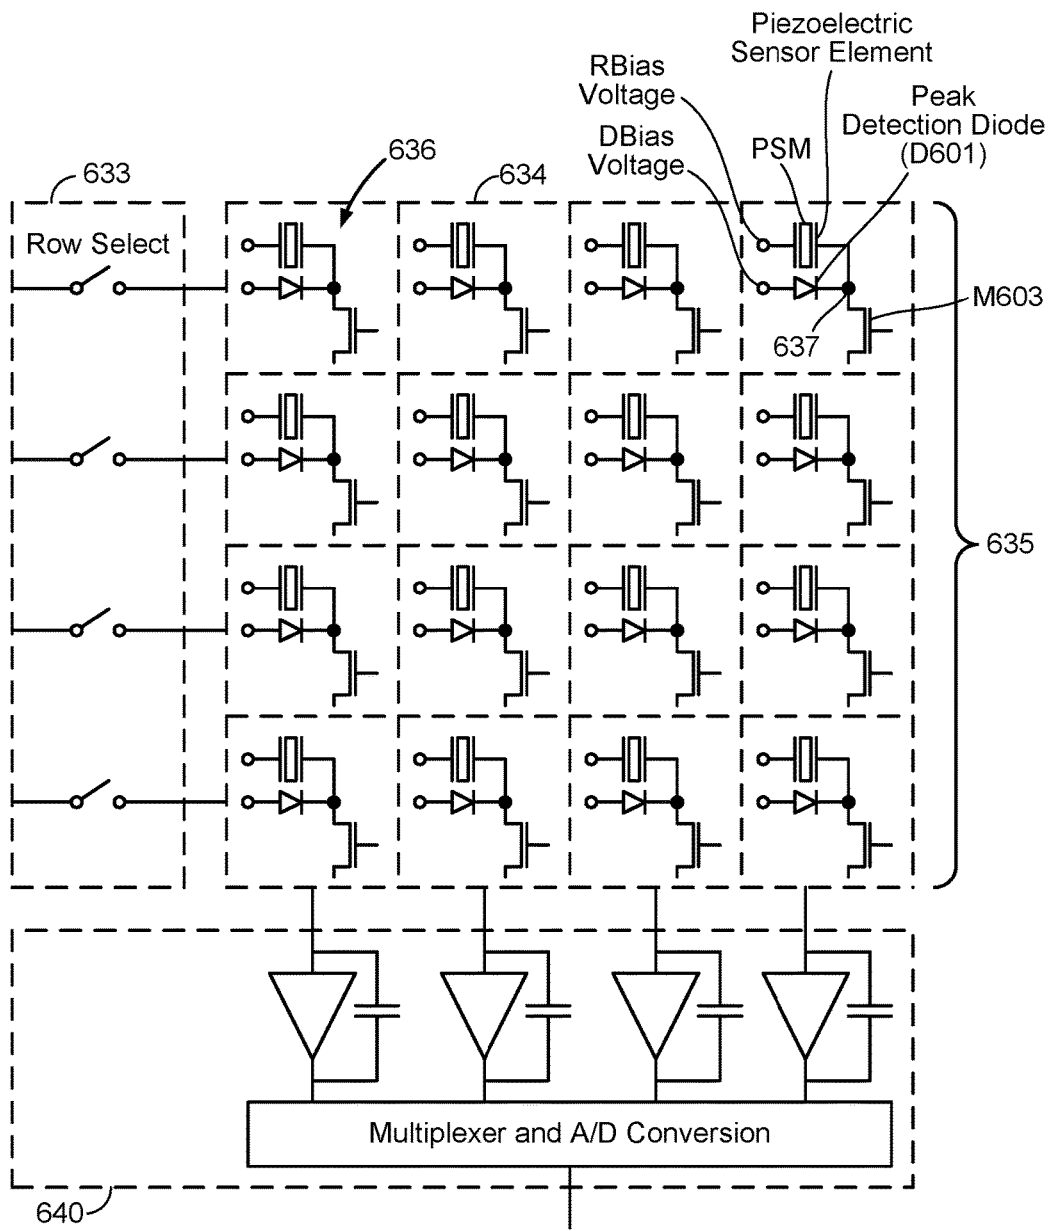 Piezoelectric
Sensor Element
RBias
Voltage
Peak
Detection Diode
(D601)
DBias
Voltage
PSM
633
636
634
Row Select
M603
637
635
Multiplexer and A/D Conversion
640